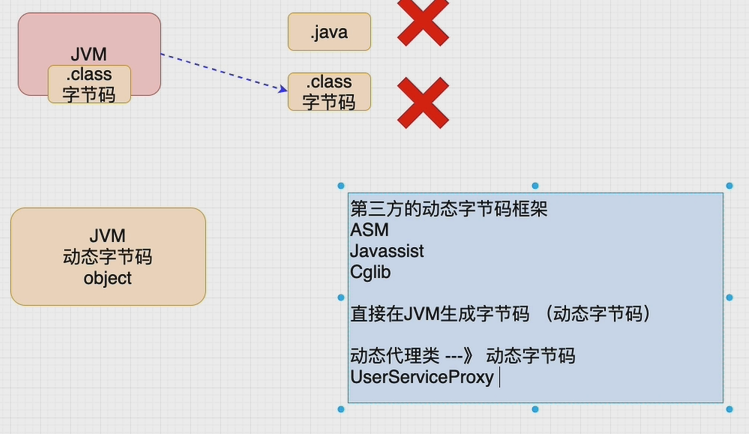 JVM
.class
字节码
.java
.class
字节码
JVM
动态字节码
object
第三方的动态字节码框架
ASM
Javassist
Cglib
直接在JVM生成字节码 （动态字节码）
动态代理类 ---》 动态字节码
UserServiceProxy